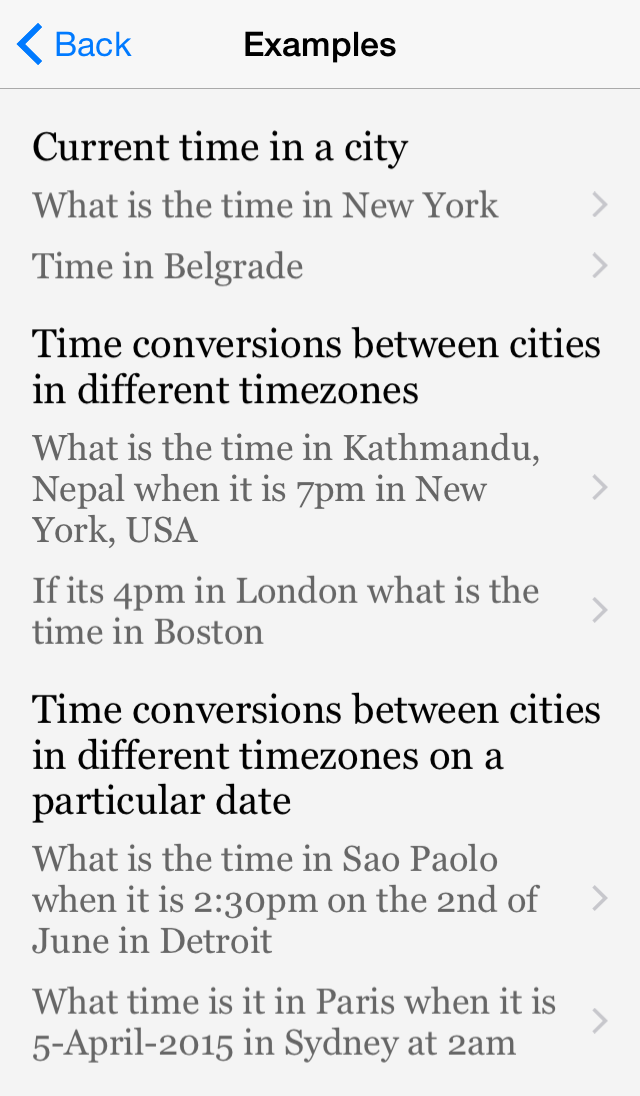 Back
Examples
Current time in a city
What is the time in New York
Time in Belgrade
Time conversions between cities
in different timezones
What is the time in Kathmandu,
Nepal when it is 7pm in New
York, USA
If its 4pm in London what is the
time in Boston
Time conversions between cities
in different timezones on a
particular date
What is the time in Sao Paolo
when it is 2:30pm on the 2nd of
June in Detroit
What time is it in Paris when it is
5-April-2015 in Sydney at 2am